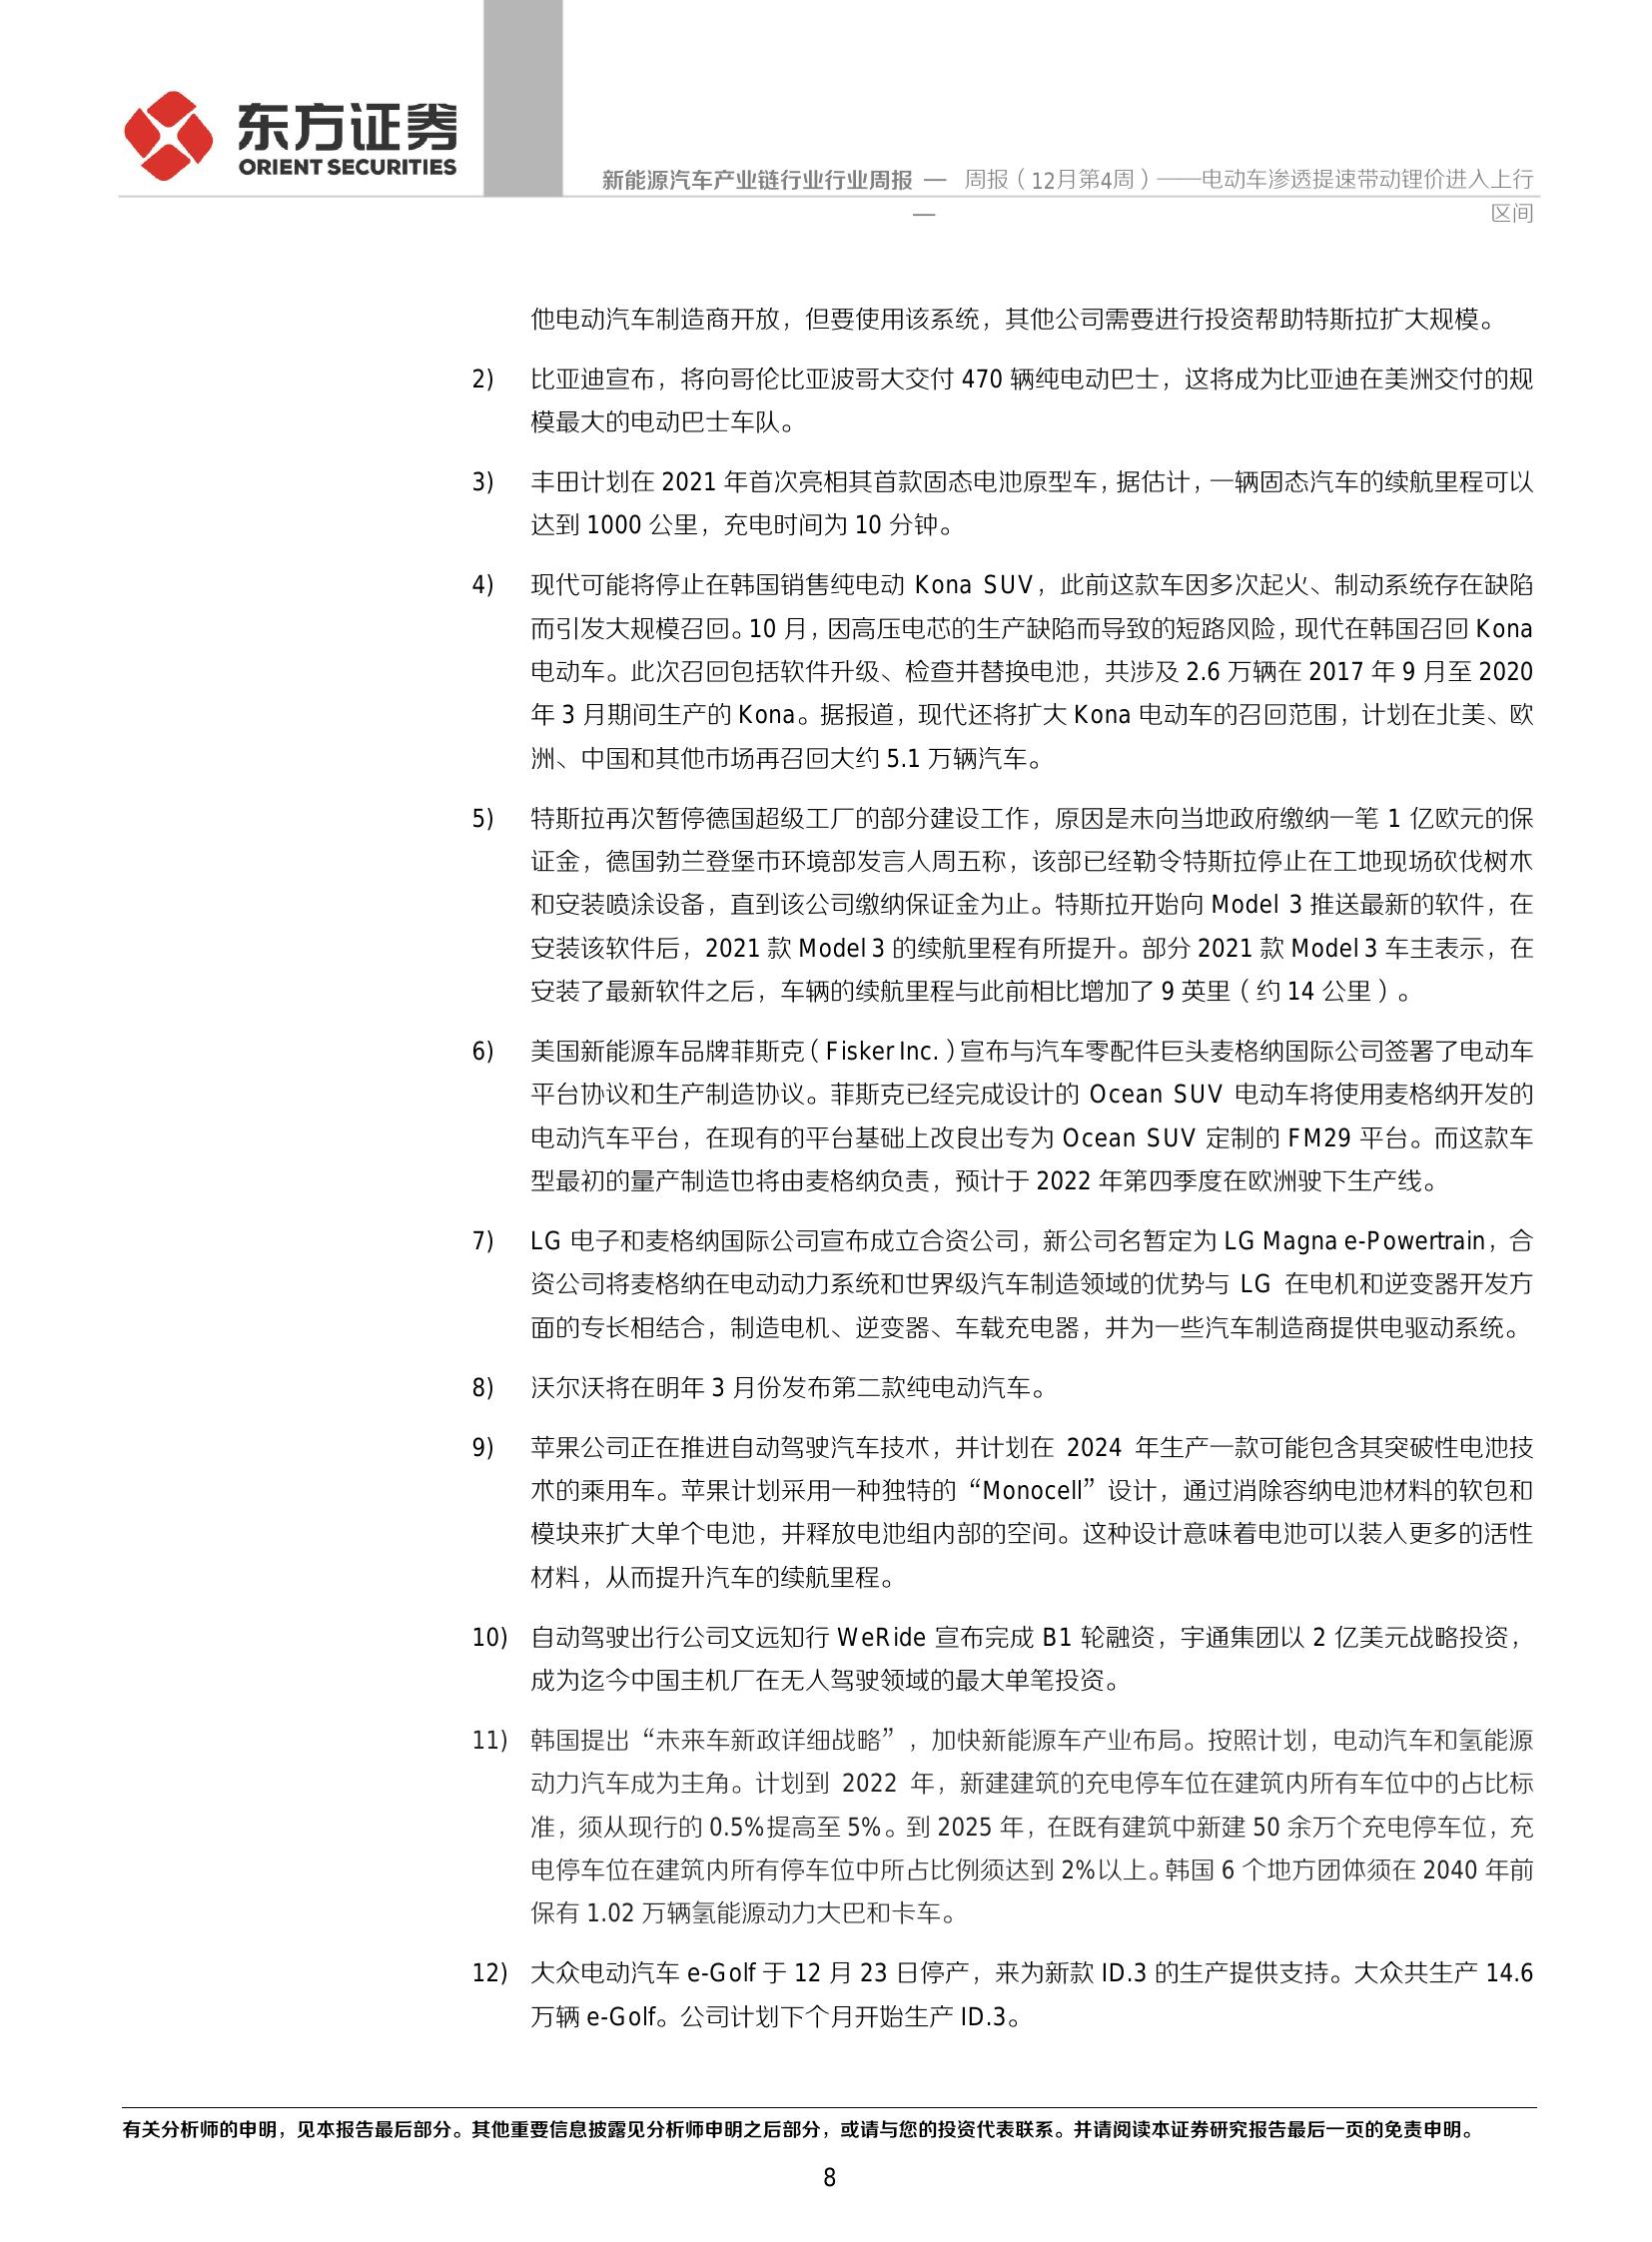 东方证券
ORIENT SECURITIES
新能源汽车产业链行业行业周报 —— 周报（12月第4周）——电动车渗透提速带动锂价进入上行
区间
他电动汽车制造商开放，但要使用该系统，其他公司需要进行投资帮助特斯拉扩大规模。
2) 比亚迪宣布，将向哥伦比亚波哥大交付 470 辆纯电动巴士，这将成为比亚迪在美洲交付的规
模最大的电动巴士车队。
3) 丰田计划在 2021 年首次亮相其首款固态电池原型车，据估计，一辆固态汽车的续航里程可以
达到 1000 公里，充电时间为 10 分钟。
4) 现代可能将停止在韩国销售纯电动 Kona SUV，此前这款车因多次起火、制动系统存在缺陷
而引发大规模召回。10 月，因高压电芯的生产缺陷而导致的短路风险，现代在韩国召回 Kona
电动车。此次召回包括软件升级、检查并替换电池，共涉及 2.6 万辆在 2017 年 9 月至 2020
年 3 月期间生产的 Kona。据报道，现代还将扩大 Kona 电动车的召回范围，计划在北美、欧
洲、中国和其他市场再召回大约 5.1 万辆汽车。
5) 特斯拉再次暂停德国超级工厂的部分建设工作，原因是未向当地政府缴纳一笔 1 亿欧元的保
证金，德国勃兰登堡市环境部发言人周五称，该部已经勒令特斯拉停止在工地现场砍伐树木
和安装喷涂设备，直到该公司缴纳保证金为止。特斯拉开始向 Model 3 推送最新的软件，在
安装该软件后，2021 款 Model 3 的续航里程有所提升。部分 2021 款 Model 3 车主表示，在
安装了最新软件之后，车辆的续航里程与此前相比增加了 9 英里（约 14 公里）。
6) 美国新能源车品牌菲斯克（Fisker Inc.）宣布与汽车零配件巨头麦格纳国际公司签署了电动车
平台协议和生产制造协议。菲斯克已经完成设计的 Ocean SUV 电动车将使用麦格纳开发的
电动汽车平台，在现有的平台基础上改良出专为 Ocean SUV 定制的 FM29 平台。而这款车
型最初的量产制造也将由麦格纳负责，预计于 2022 年第四季度在欧洲驶下生产线。
7) LG 电子和麦格纳国际公司宣布成立合资公司，新公司名暂定为 LG Magna e-Powertrain，合
资公司将麦格纳在电动动力系统和世界级汽车制造领域的优势与 LG 在电机和逆变器开发方
面的专长相结合，制造电机、逆变器、车载充电器，并为一些汽车制造商提供电驱动系统。
8) 沃尔沃将在明年 3 月份发布第二款纯电动汽车。
9) 苹果公司正在推进自动驾驶汽车技术，并计划在 2024 年生产一款可能包含其突破性电池技
术的乘用车。苹果计划采用一种独特的“Monocell”设计，通过消除容纳电池材料的软包和
模块来扩大单个电池，并释放电池组内部的空间。这种设计意味着电池可以装入更多的活性
材料，从而提升汽车的续航里程。
10) 自动驾驶出行公司文远知行 WeRide 宣布完成 B1 轮融资，宇通集团以 2 亿美元战略投资，
成为迄今中国主机厂在无人驾驶领域的最大单笔投资。
11) 韩国提出“未来车新政详细战略”，加快新能源车产业布局。按照计划，电动汽车和氢能源
动力汽车成为主角。计划到 2022 年，新建建筑的充电停车位在建筑内所有车位中的占比标
准，须从现行的 0.5%提高至 5%。到 2025 年，在既有建筑中新建 50 余万个充电停车位，充
电停车位在建筑内所有停车位中所占比例须达到 2%以上。韩国 6 个地方团体须在 2040 年前
保有 1.02 万辆氢能源动力大巴和卡车。
12) 大众电动汽车 e-Golf 于 12 月 23 日停产，来为新款 ID.3 的生产提供支持。大众共生产 14.6
万辆 e-Golf。公司计划下个月开始生产 ID.3。
有关分析师的申明，见本报告最后部分。其他重要信息披露见分析师申明之后部分，或请与您的投资代表联系。并请阅读本证券研究报告最后一页的免责申明。
8